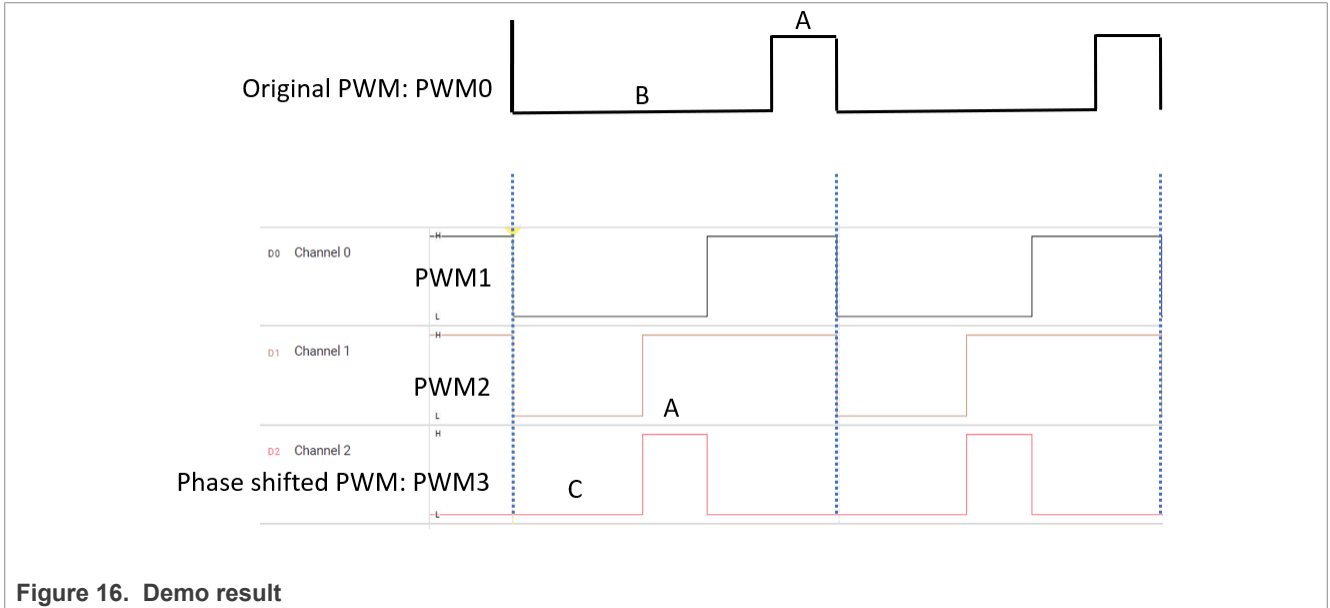 A
Original PWM: PWM0
B
H
D0 Channel 0
PWM1
L
H
D1 Channel 1
PWM2
A
L
H
D2 Channel 2
Phase shifted PWM: PWM3
C
L
Figure 16. Demo result